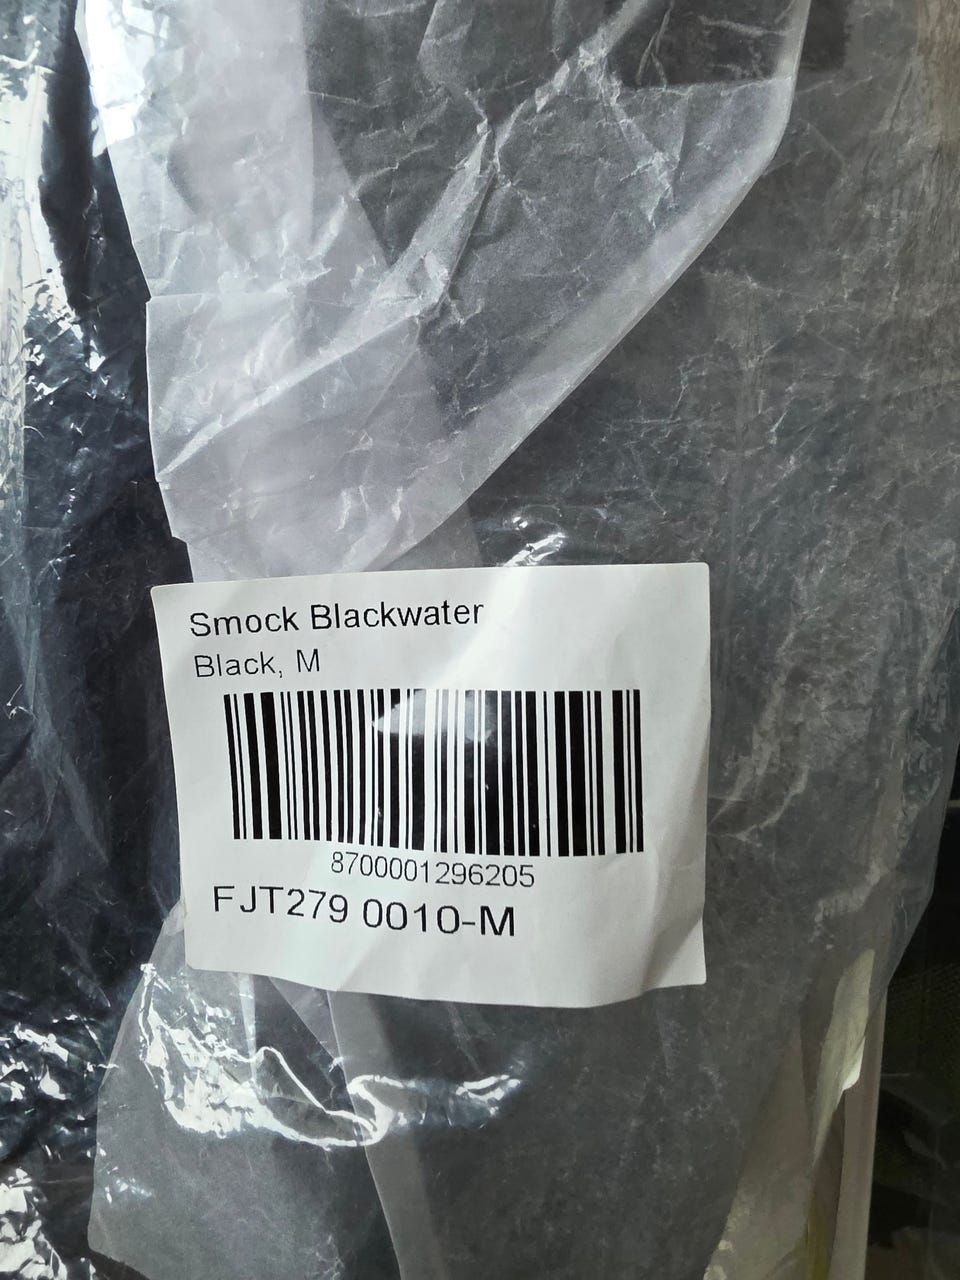 Smock Blackwater
Black, M
8700001296205
FJT279 0010-M